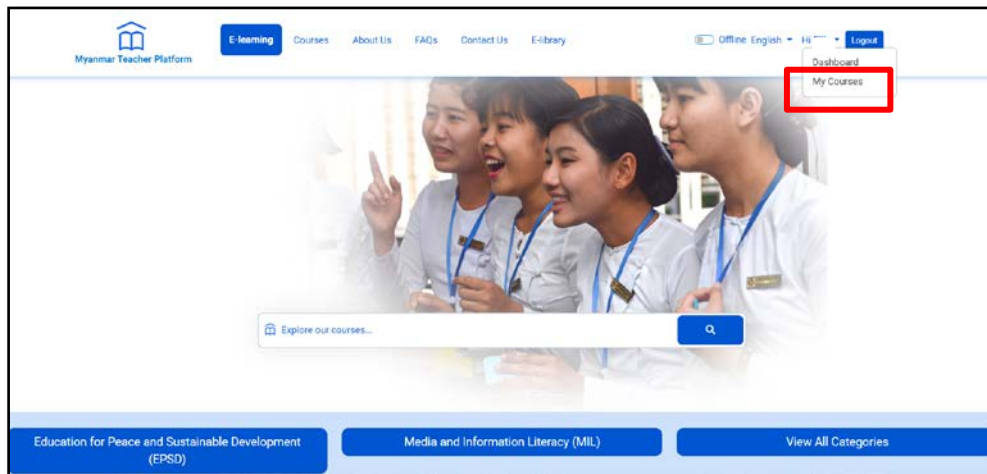 Myanmar Teacher Platform
E-learning Courses About Us FAQs Contact Us E-library
Offline English Hi Logout
Dashboard
My Courses
Explore our courses...
Education for Peace and Sustainable Development
(EPSD)
Media and Information Literacy (MIL)
View All Categories